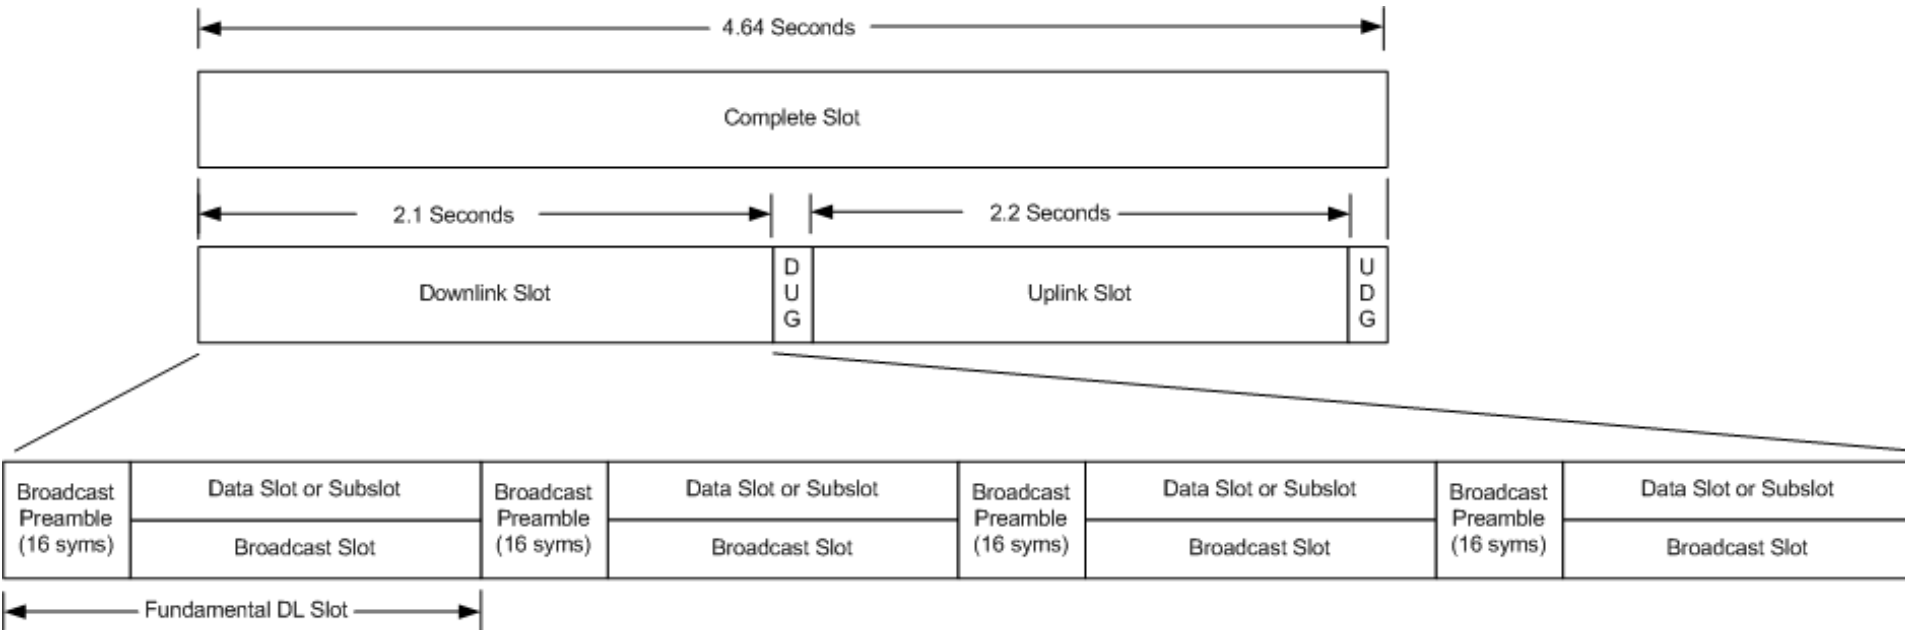 4.64 Seconds
Complete Slot
2.1 Seconds
2.2 Seconds
Downlink Slot
D
U
G
Uplink Slot
U
D
G
Broadcast
Preamble
(16 syms)
Data Slot or Subslot
Broadcast Slot
Broadcast
Preamble
(16 syms)
Data Slot or Subslot
Broadcast Slot
Broadcast
Preamble
(16 syms)
Data Slot or Subslot
Broadcast Slot
Broadcast
Preamble
(16 syms)
Data Slot or Subslot
Broadcast Slot
Fundamental DL Slot